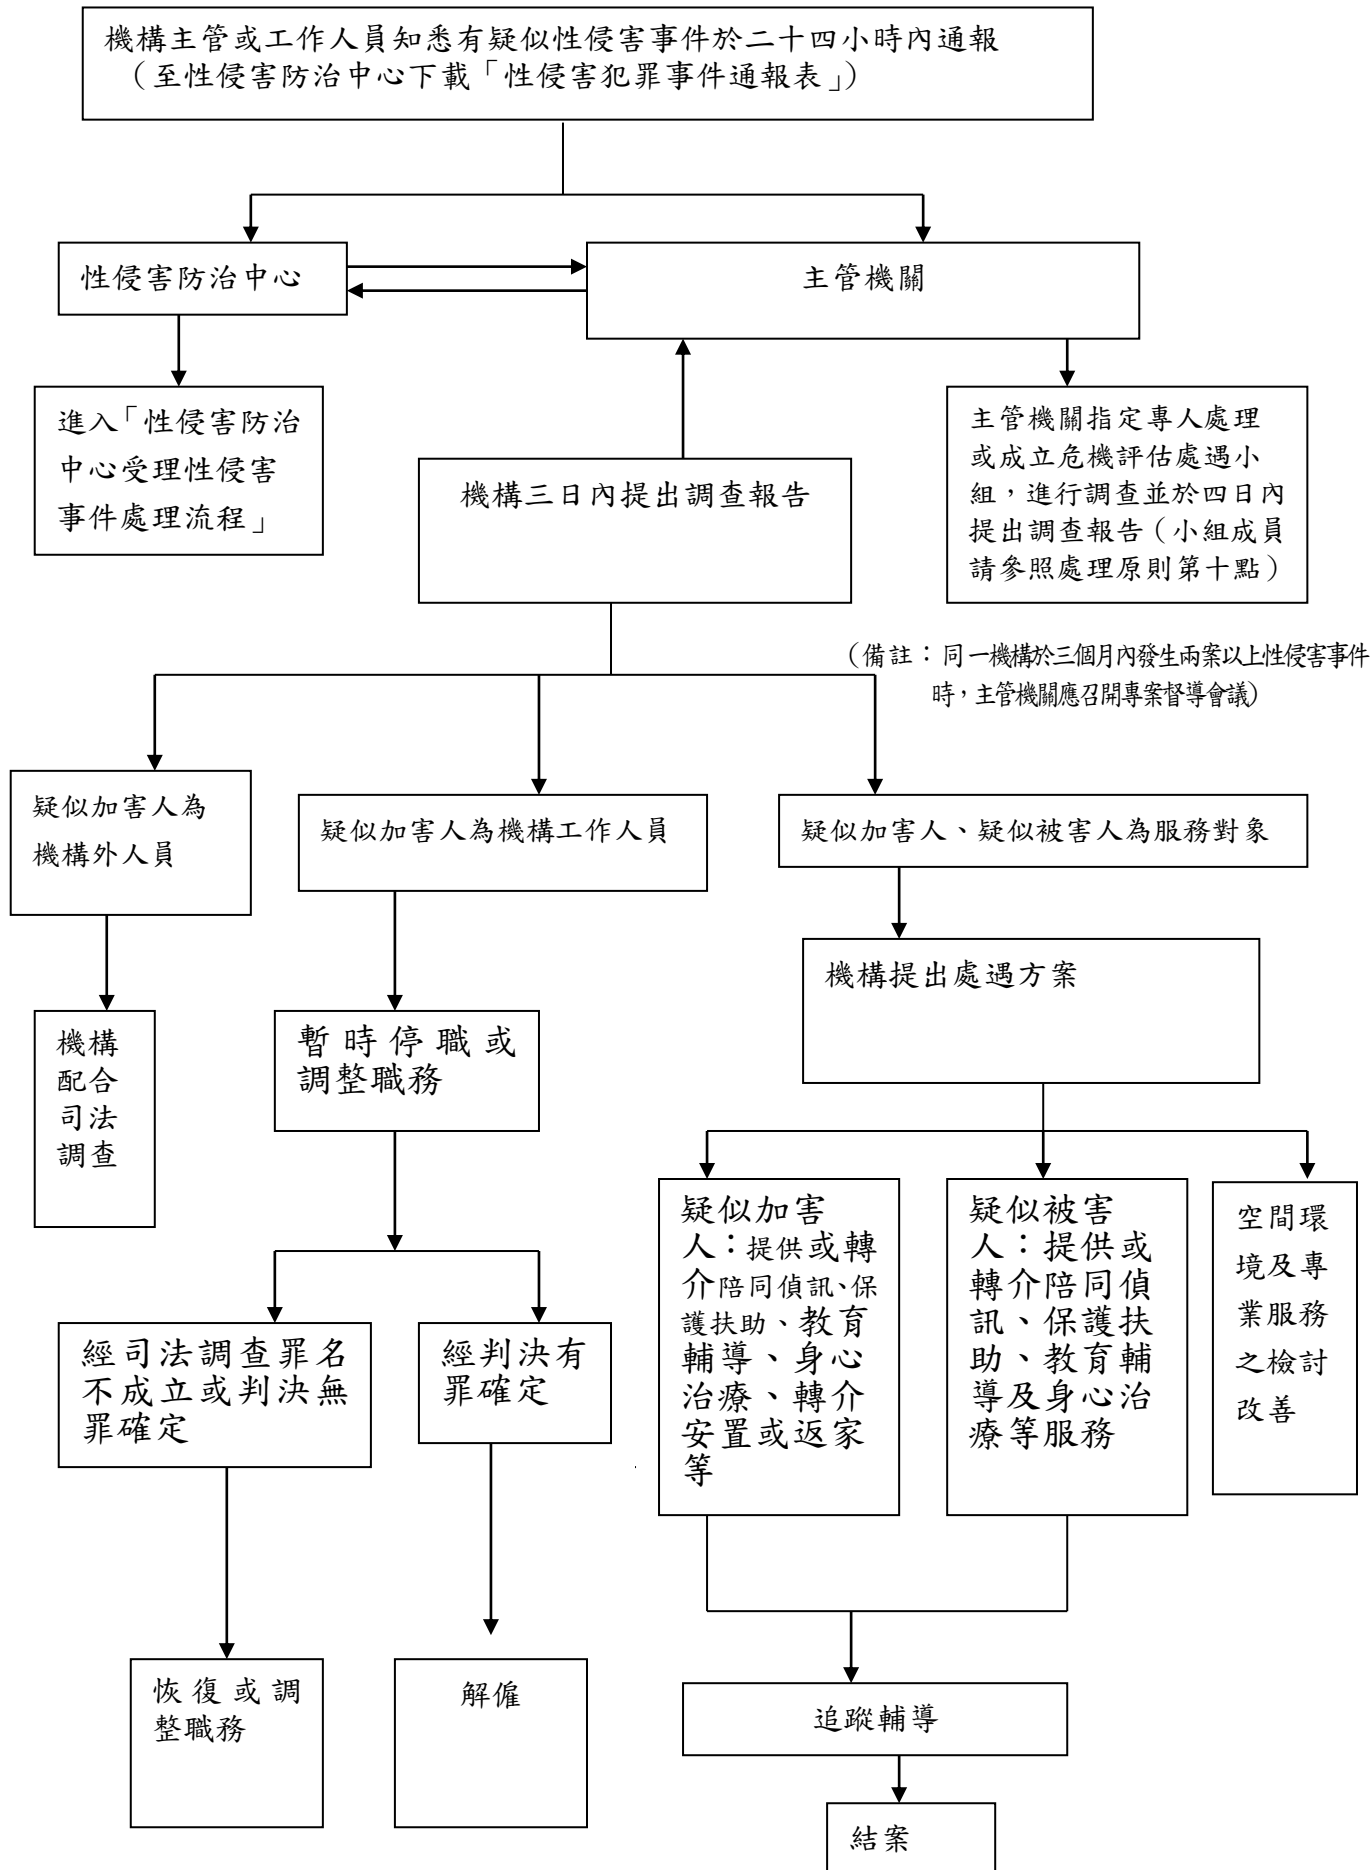 機構主管或工作人員知悉有疑似性侵害事件於二十四小時內通報
（至性侵害防治中心下載「性侵害犯罪事件通報表」）
性侵害防治中心
主管機關
進入「性侵害防治
中心受理性侵害
事件處理流程」
機構三日內提出調查報告
主管機關指定專人處理
或成立危機評估處遇小
組，進行調查並於四日內
提出調查報告（小組成員
請參照處理原則第十點）
（備註：同一機構於三個月內發生兩案以上性侵害事件
時，主管機關應召開專案督導會議）
疑似加害人為
機構外人員
疑似加害人為機構工作人員
疑似加害人、疑似被害人為服務對象
機構提出處遇方案
機構
配合
司法
調查
暫時停職或
調整職務
疑似加害
人：提供或轉
介陪同偵訊、保
護扶助、教育
輔導、身心
治療、轉介
安置或返家
等
疑似被害
人：提供或
轉介陪同偵
訊、保護扶
助、教育輔
導及身心治
療等服務
空間環
境及專
業服務
之檢討
改善
經司法調查罪名
不成立或判決無
罪確定
經判決有
罪確定
恢復或調
整職務
解僱
追蹤輔導
結案